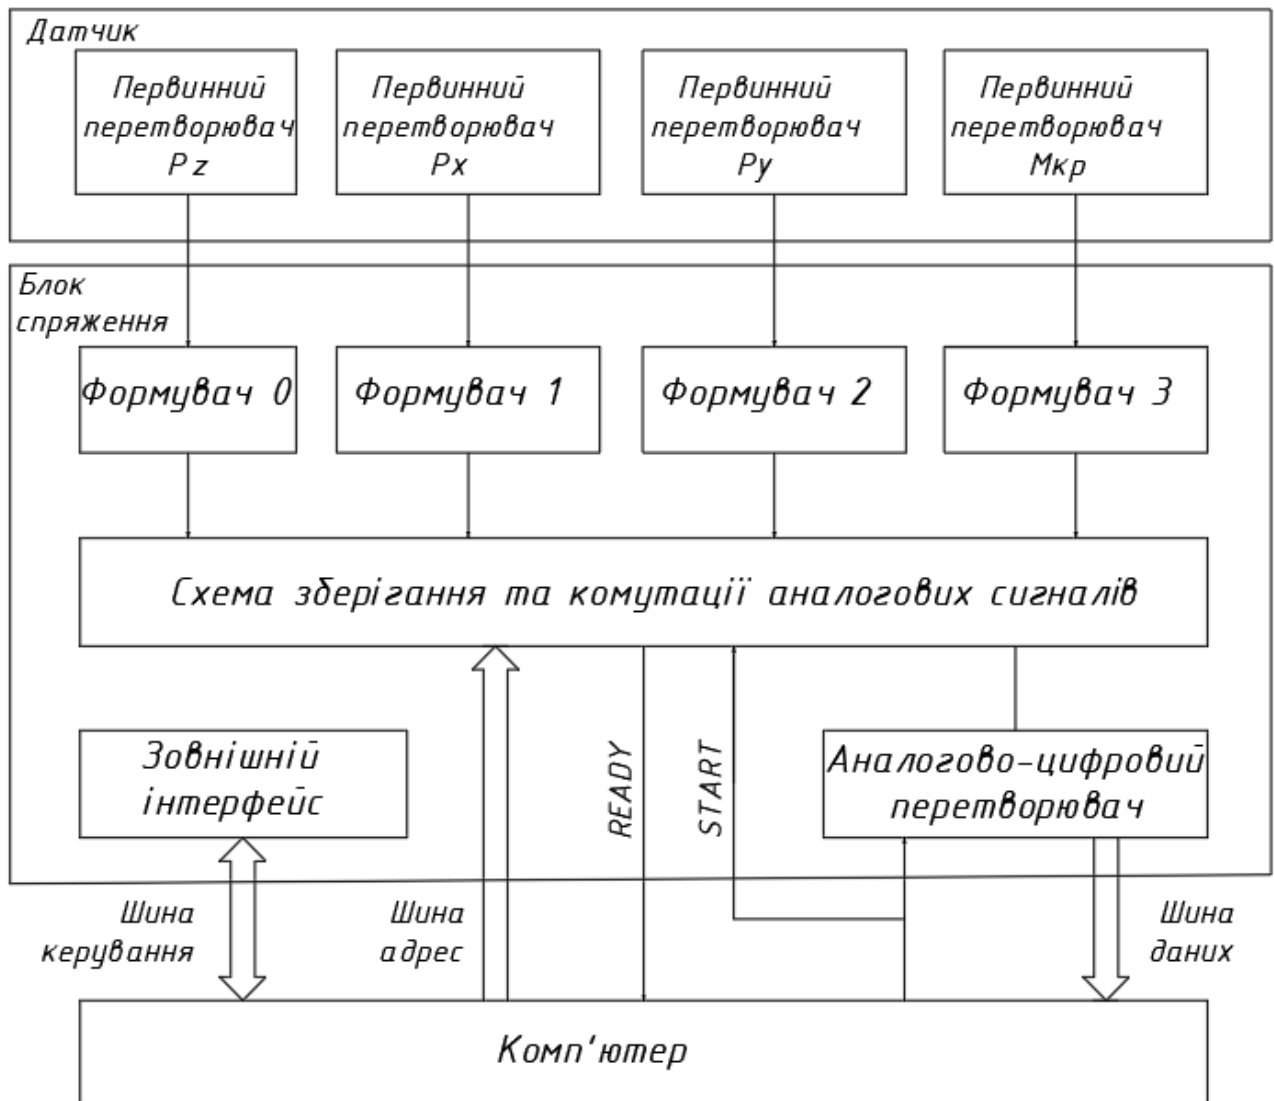 Датчик
Первинний
перетворювач
Pz
Первинний
перетворювач
Px
Первинний
перетворювач
Py
Первинний
перетворювач
Мкр
Блок
спряження
Формувач 0
Формувач 1
Формувач 2
Формувач 3
Схема зберігання та комутації аналогових сигналів
Зовнішній
інтерфейс
READY
START
Аналогово-цифровий
перетворювач
Шина
керування
Шина
адрес
Шина
даних
Комп'ютер